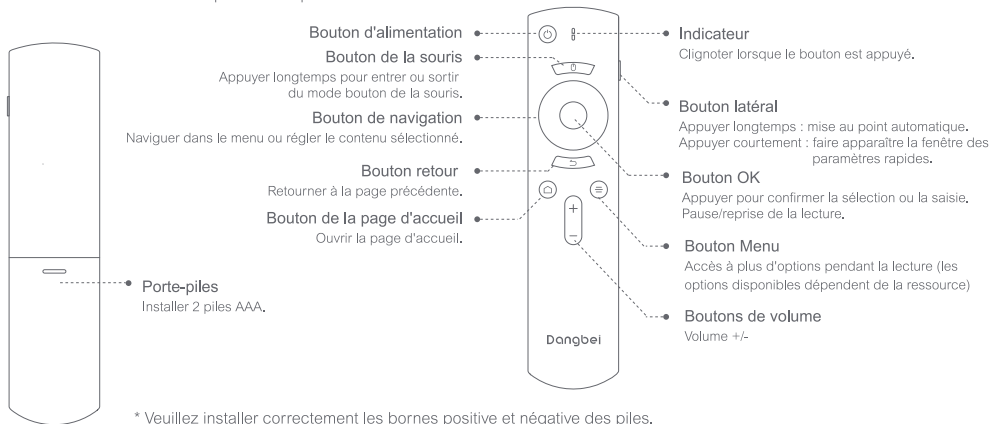 Bouton d'alimentation
Bouton de la souris
Appuyer longtemps pour entrer ou sortir
du mode bouton de la souris.
Bouton de navigation
Naviguer dans le menu ou régler le contenu sélectionné.
Bouton retour
Retourner à la page précédente.
Bouton de la page d'accueil
Ouvrir la page d'accueil.
Porte-piles
Installer 2 piles AAA.
Dangbei
Indicateur
Clignoter lorsque le bouton est appuyé.
Bouton latéral
Appuyer longtemps : mise au point automatique.
Appuyer courtement : faire apparaître la fenêtre des
paramètres rapides.
Bouton OK
Appuyer pour confirmer la sélection ou la saisie.
Pause/reprise de la lecture.
Bouton Menu
Accès à plus d'options pendant la lecture (les
options disponibles dépendent de la ressource)
Boutons de volume
Volume +/-
* Veuillez installer correctement les bornes positive et négative des piles.